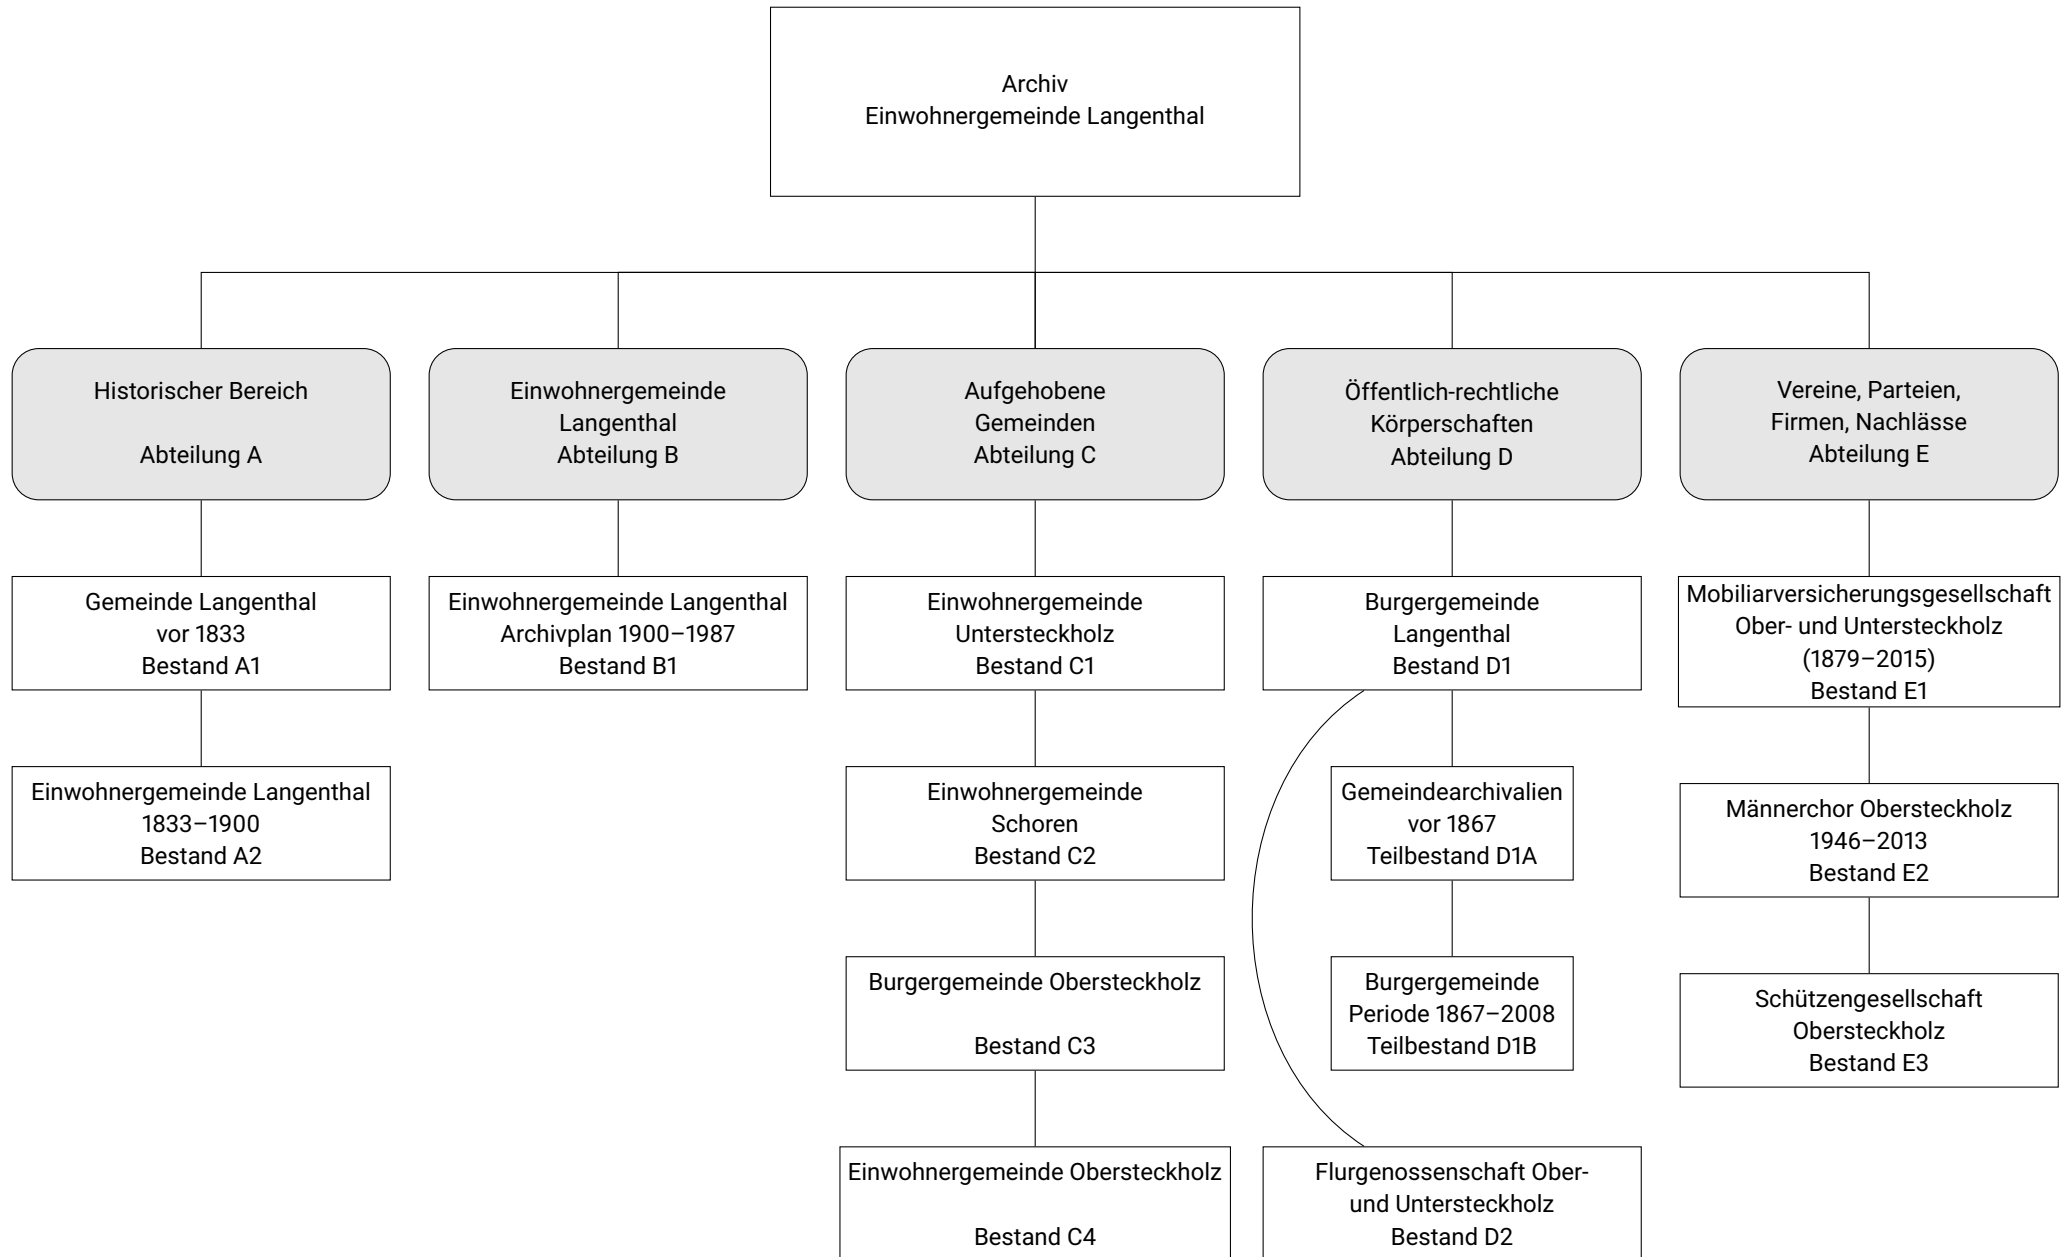 Archiv
Einwohnergemeinde Langenthal
Historischer Bereich
Abteilung A
Einwohnergemeinde
Langenthal
Abteilung B
Aufgehobene
Gemeinden
Abteilung C
Öffentlich-rechtliche
Körperschaften
Abteilung D
Vereine, Parteien,
Firmen, Nachlässe
Abteilung E
Gemeinde Langenthal
vor 1833
Bestand A1
Einwohnergemeinde Langenthal
Archivplan 1900–1987
Bestand B1
Einwohnergemeinde
Untersteckholz
Bestand C1
Burgergemeinde
Langenthal
Bestand D1
Mobiliarversicherungsgesellschaft
Ober- und Untersteckholz
(1879–2015)
Bestand E1
Einwohnergemeinde Langenthal
1833–1900
Bestand A2
Einwohnergemeinde
Schoren
Bestand C2
Gemeindearchivalien
vor 1867
Teilbestand D1A
Männerchor Obersteckholz
1946–2013
Bestand E2
Burgergemeinde Obersteckholz
Bestand C3
Burgergemeinde
Periode 1867–2008
Teilbestand D1B
Schützengesellschaft
Obersteckholz
Bestand E3
Einwohnergemeinde Obersteckholz
Bestand C4
Flurgenossenschaft Ober-
und Untersteckholz
Bestand D2